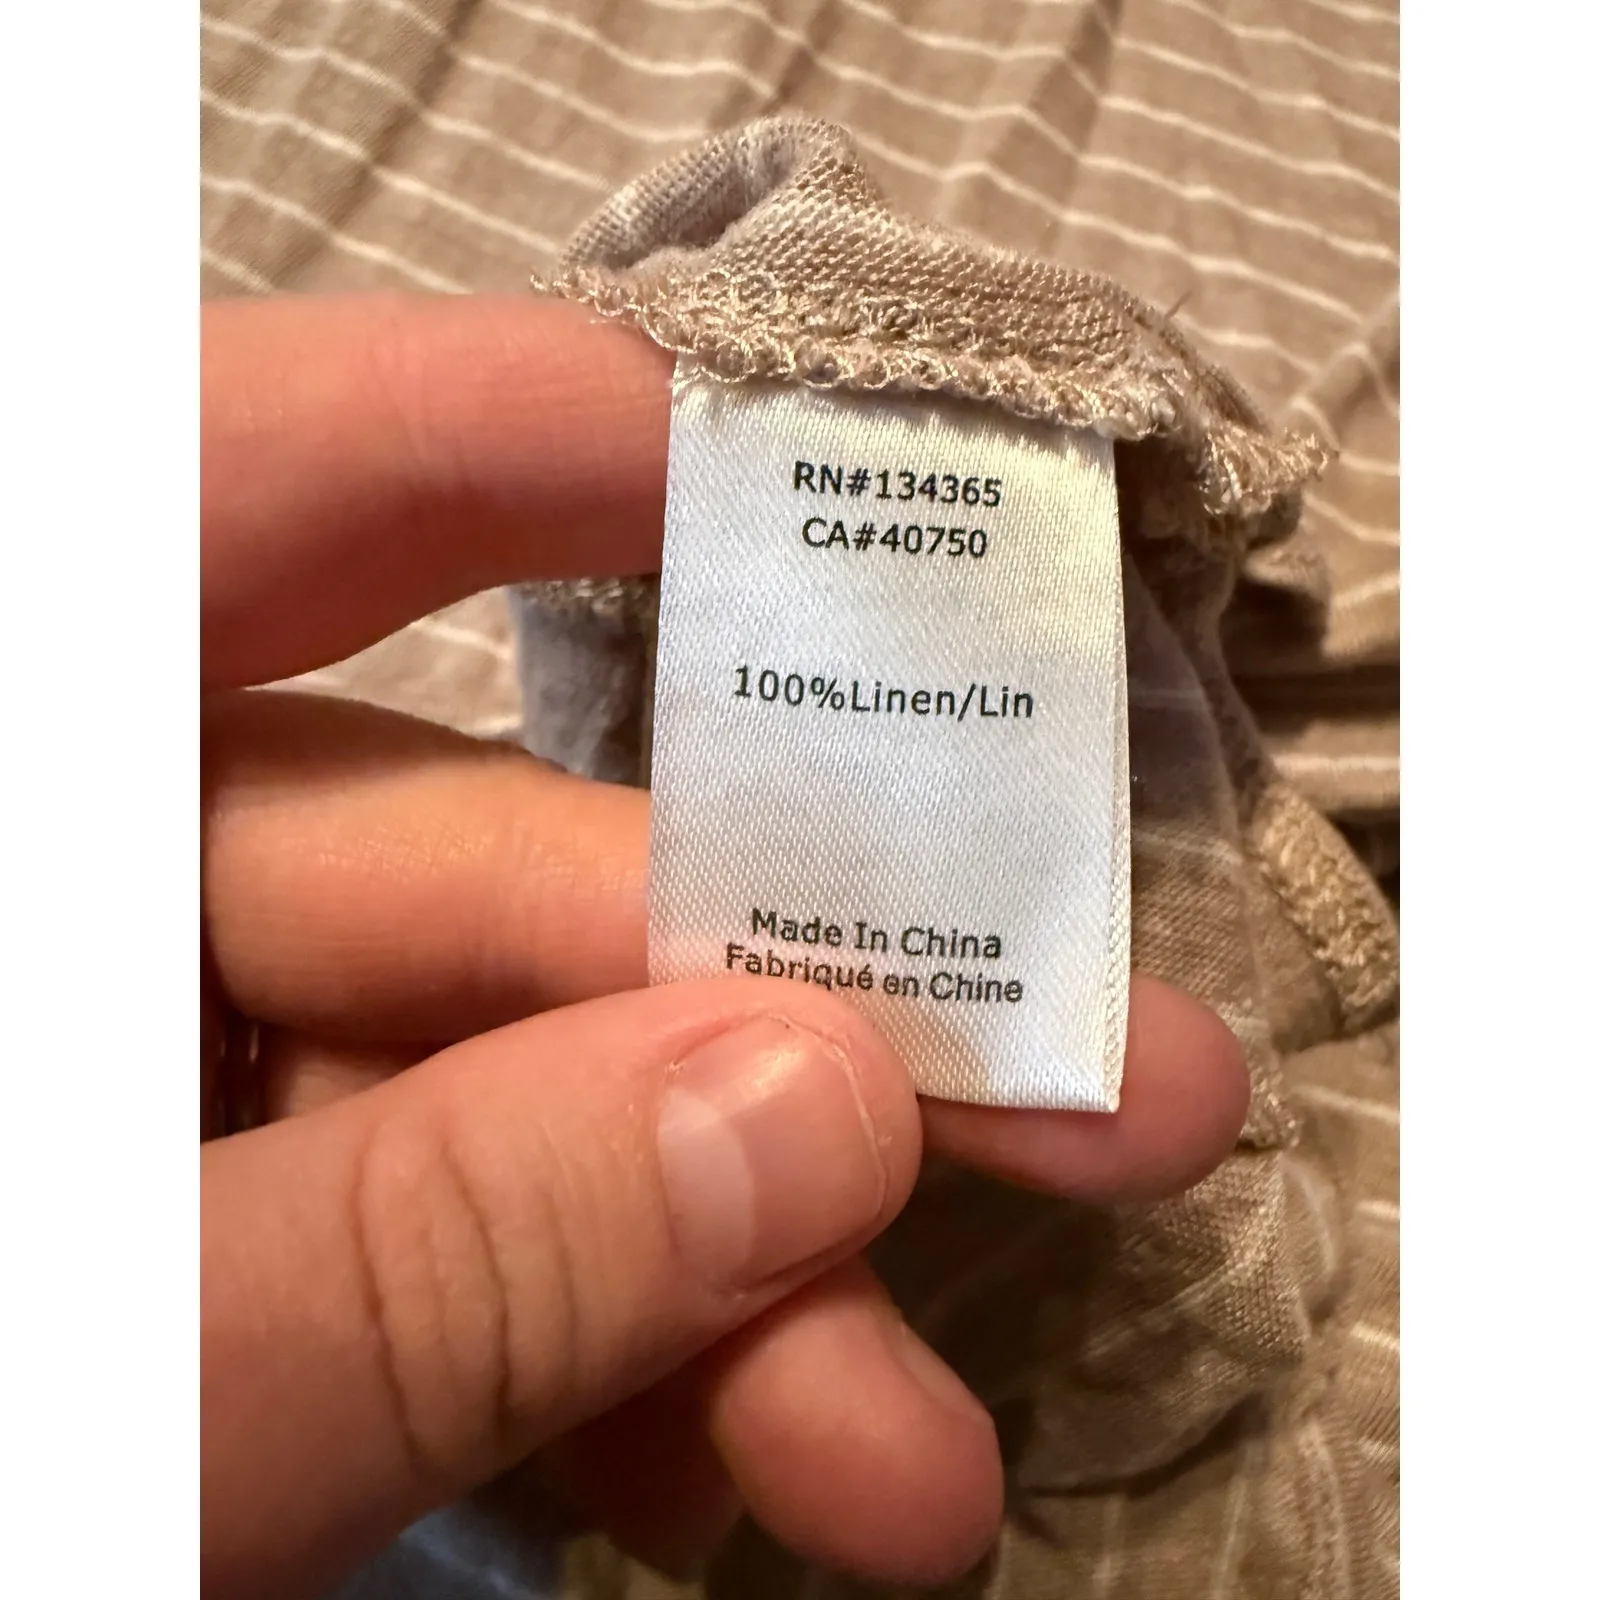 RN#134365
CA#40750
100%Linen/Lin
Made In China
Fabriqué en Chine